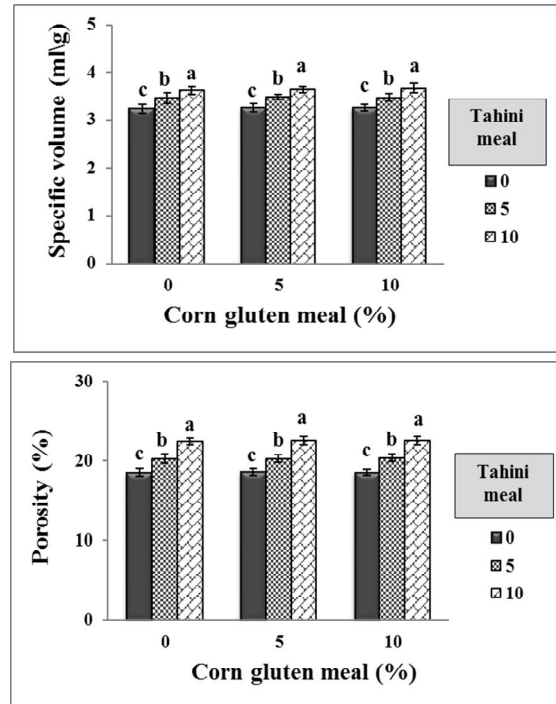 Specific volume (ml\g)
5
4
3
2
1
0
c b a
c b a
c b a
0 5 10
Corn gluten meal (%)
Tahini
meal
0
5
10
Porosity (%)
30
20
10
0
c b a
c b a
c b a
0 5 10
Corn gluten meal (%)
Tahini
meal
0
5
10